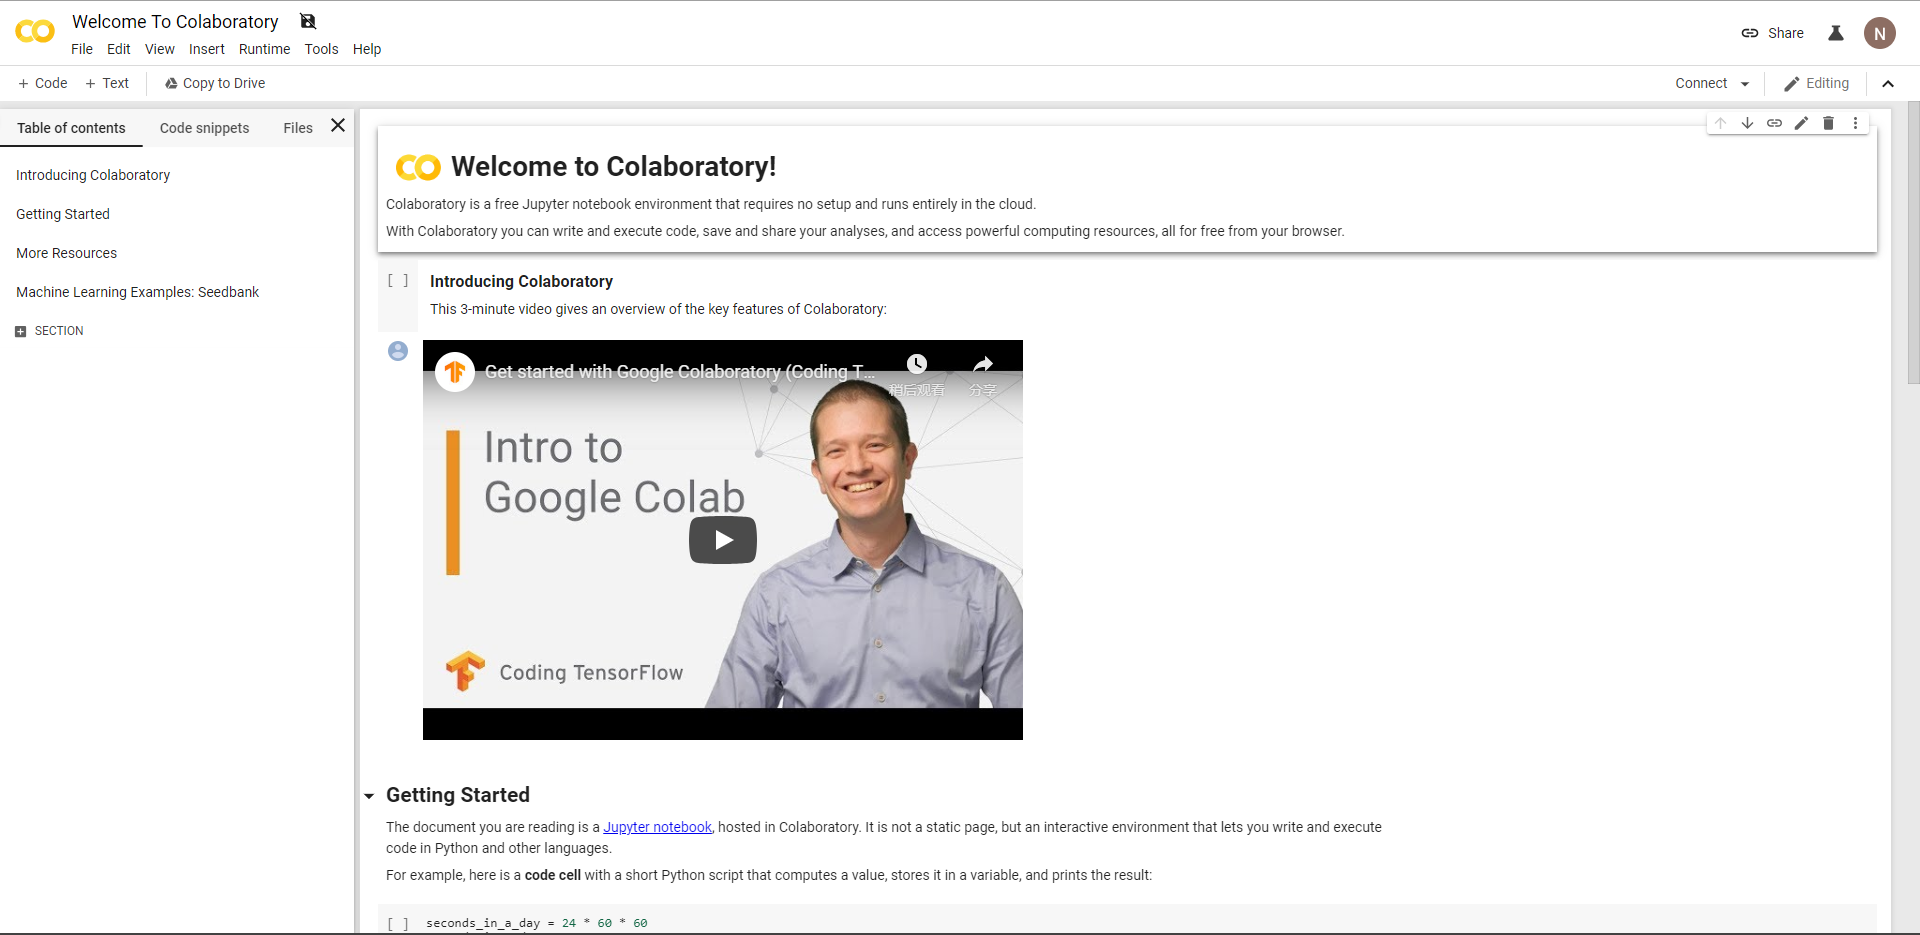 Welcome To Colaboratory
File Edit View Insert Runtime Tools Help
Share
N
+ Code + Text Copy to Drive
Connect Editing
Table of contents Code snippets Files
Introducing Colaboratory
Getting Started
More Resources
Machine Learning Examples: Seedbank
SECTION
CO Welcome to Colaboratory!
Colaboratory is a free Jupyter notebook environment that requires no setup and runs entirely in the cloud.
With Colaboratory you can write and execute code, save and share your analyses, and access powerful computing resources, all for free from your browser.
[ ] Introducing Colaboratory
This 3-minute video gives an overview of the key features of Colaboratory:
Get started with Google Colaboratory (Coding T...
稍后观看 分享
Intro to
Google Colab
Coding TensorFlow
Getting Started
The document you are reading is a Jupyter notebook, hosted in Colaboratory. It is not a static page, but an interactive environment that lets you write and execute
code in Python and other languages.
For example, here is a code cell with a short Python script that computes a value, stores it in a variable, and prints the result:
[ ] seconds_in_a_day = 24 * 60 * 60